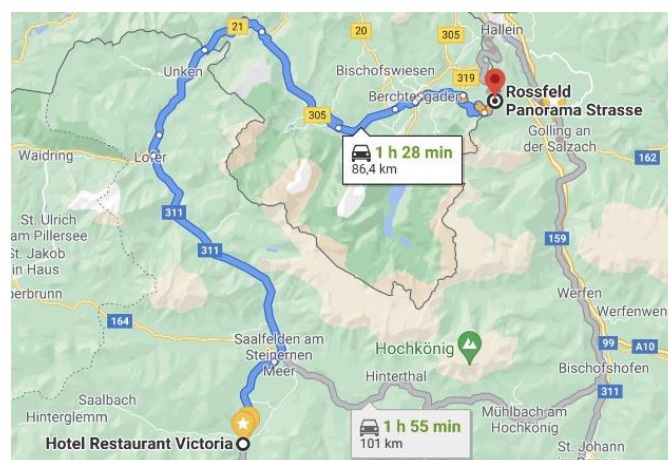 21
20
305
Hallein
Unken
Bischofswiesen
319
Berchtesgaden
Rossfeld
Panorama Strasse
305
Golling an
der Salzach
Waidring
Lofer
1 h 28 min
86,4 km
162
St. Ulrich
am Pillersee
St. Jakob
in Haus
311
311
159
Werfen
Werfenwen
164
Saalfelden am
Steinernen
Meer
Hochkönig
99
A10
Bischofshofen
Saalbach
Hinterglemm
Hinterthal
311
Mühlbach am
Hochkönig
Hotel Restaurant Victoria
1 h 55 min
101 km
St. Johann